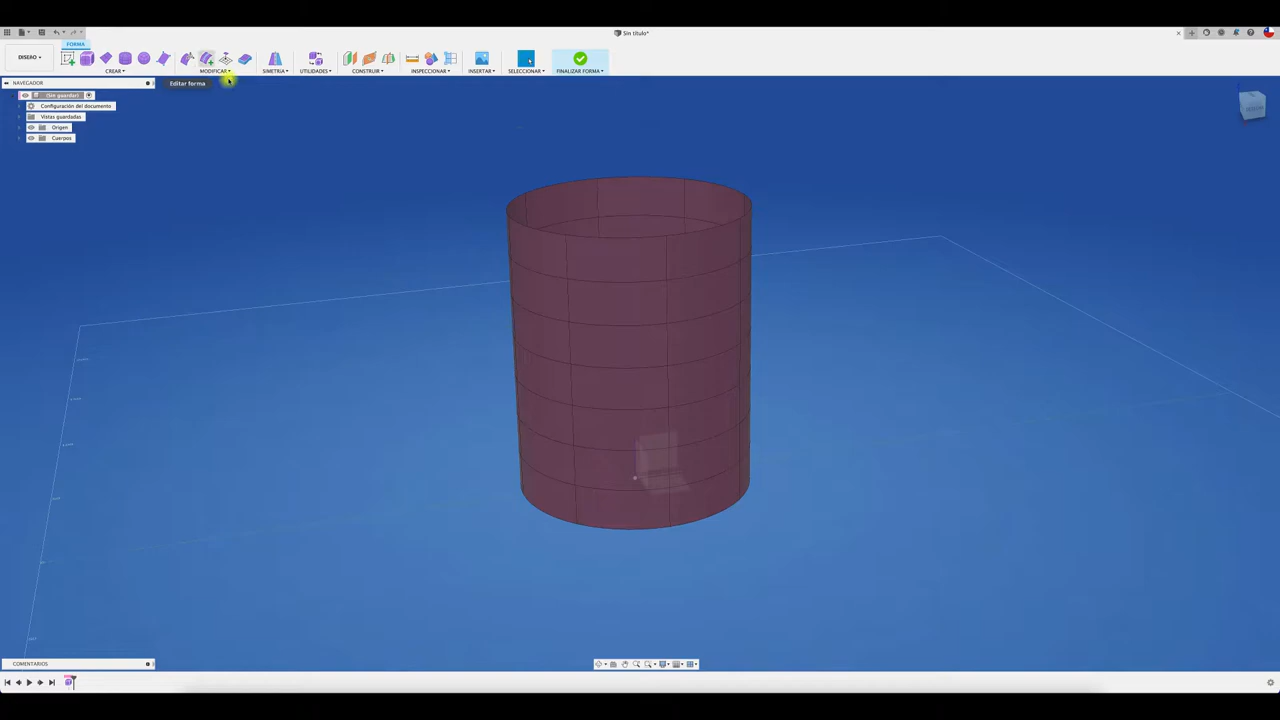 Sin título*
DISEÑO
FORMA
CREAR
MODIFICAR
SIMETRÍA
UTILIDADES
CONSTRUIR
INSPECCIONAR
INSERTAR
SELECCIONAR
FINALIZAR FORMA
NAVEGADOR
Editar forma
(Sin guardar)
Configuración del documento
Vistas guardadas
Origen
Cuerpos
COMENTARIOS